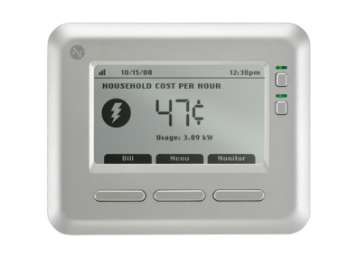 10/15/08 12:30pm
HOUSEHOLD COST PER HOUR
47¢
Usage: 3.89 kW
Bill Menu Monitor